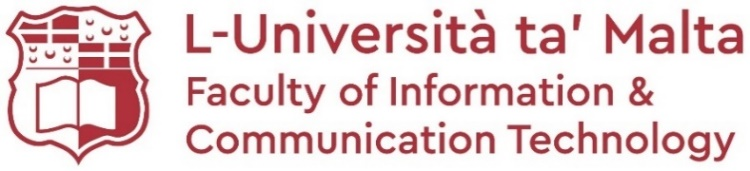 L-Università ta' Malta
Faculty of Information &
Communication Technology